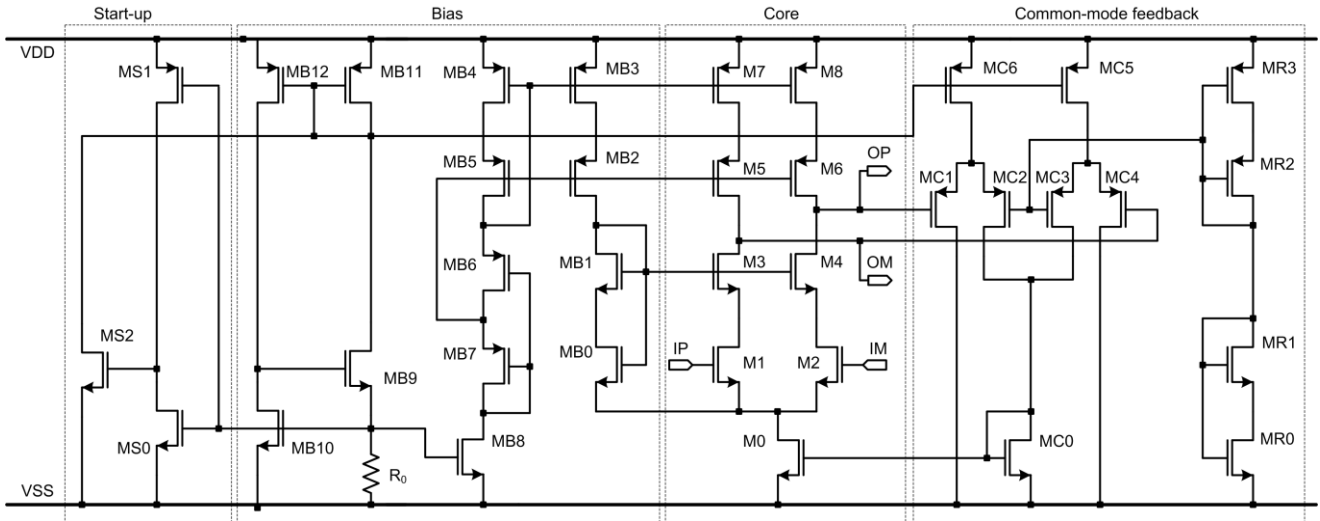 Start-up Bias Core Common-mode feedback
VDD
MS1 MB12 MB11 MB4 MB3 M7 M8 MC6 MC5 MR3
OP
MB5 MB2 M5 M6 MC1 MC2 MC3 MC4 MR2
MB6 MB1 M3 M4 OM
MS2 MB7 MB0 IP M1 M2 IM MR1
MB9
MS0 MB10 R0 MB8 M0 MC0 MR0
VSS